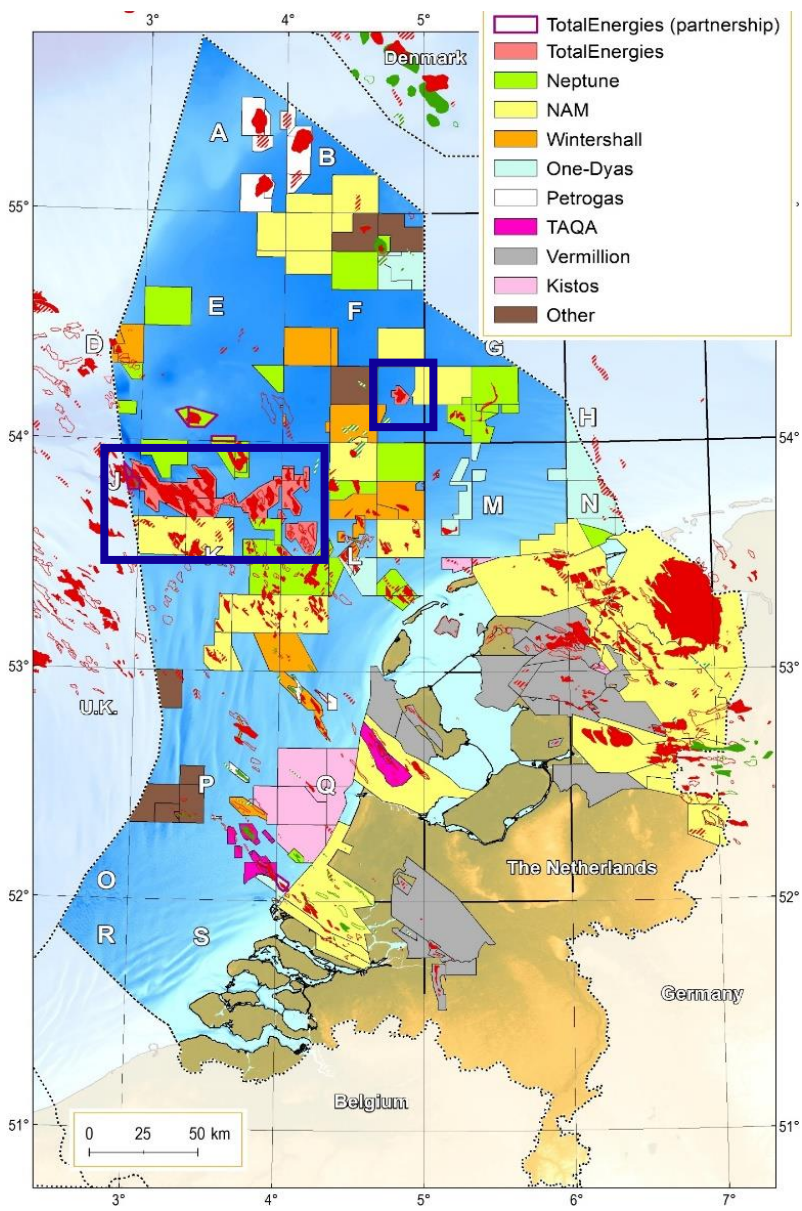 3°
4°
5°
TotalEnergies (partnership)
TotalEnergies
Neptune
NAM
Wintershall
One-Dyas
Petrogas
TAQA
Vermillion
Kistos
Other
Denmark
A
B
55°
E
F
D
G
H
54°
54°
J
K
L
M
N
53°
53°
U.K.
P
Q
The Netherlands
52°
52°
O
R
S
Germany
Belgium
51°
51°
0 25 50 km
3°
4°
5°
6°
7°